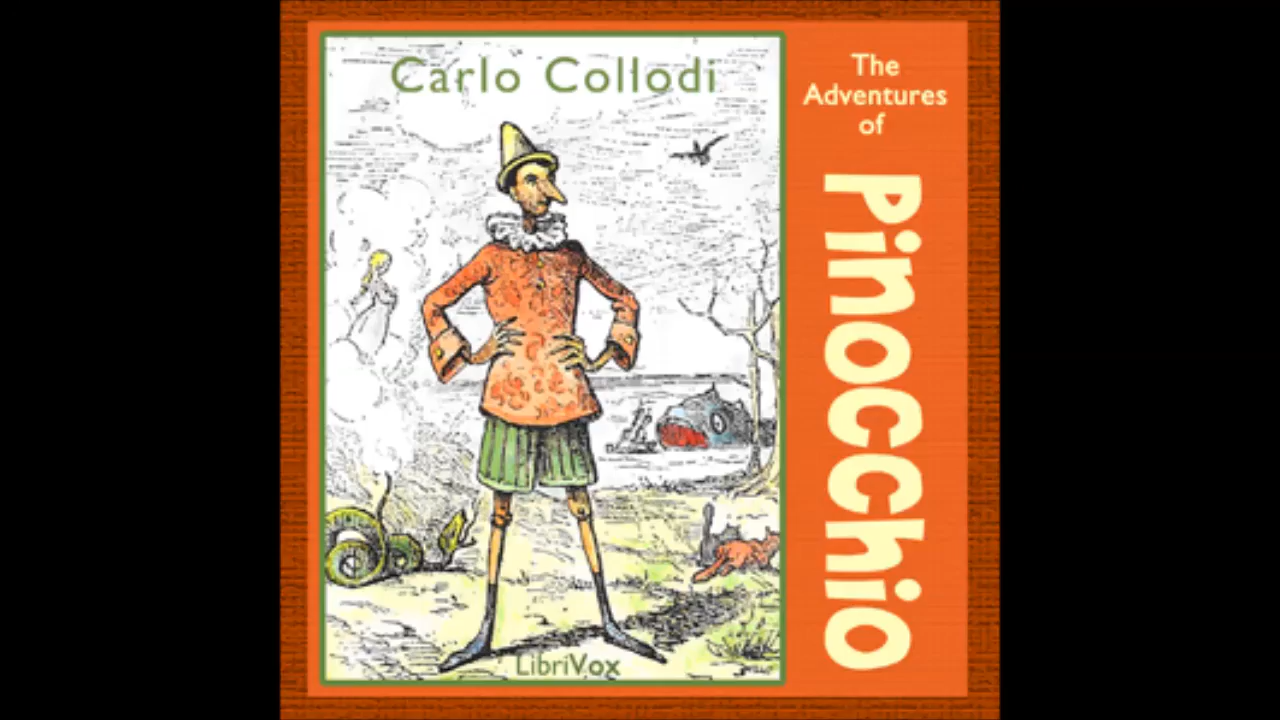 Carlo Collodi
The
Adventures
of
Pinocchio
LibriVox